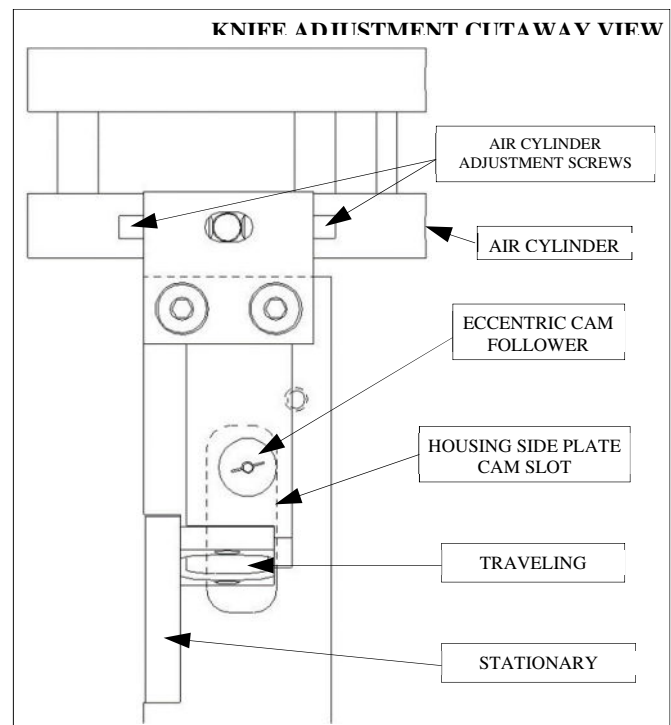 KNIFE ADJUSTMENT CUTAWAY VIEW
AIR CYLINDER
ADJUSTMENT SCREWS
AIR CYLINDER
ECCENTRIC CAM
FOLLOWER
HOUSING SIDE PLATE
CAM SLOT
TRAVELING
STATIONARY